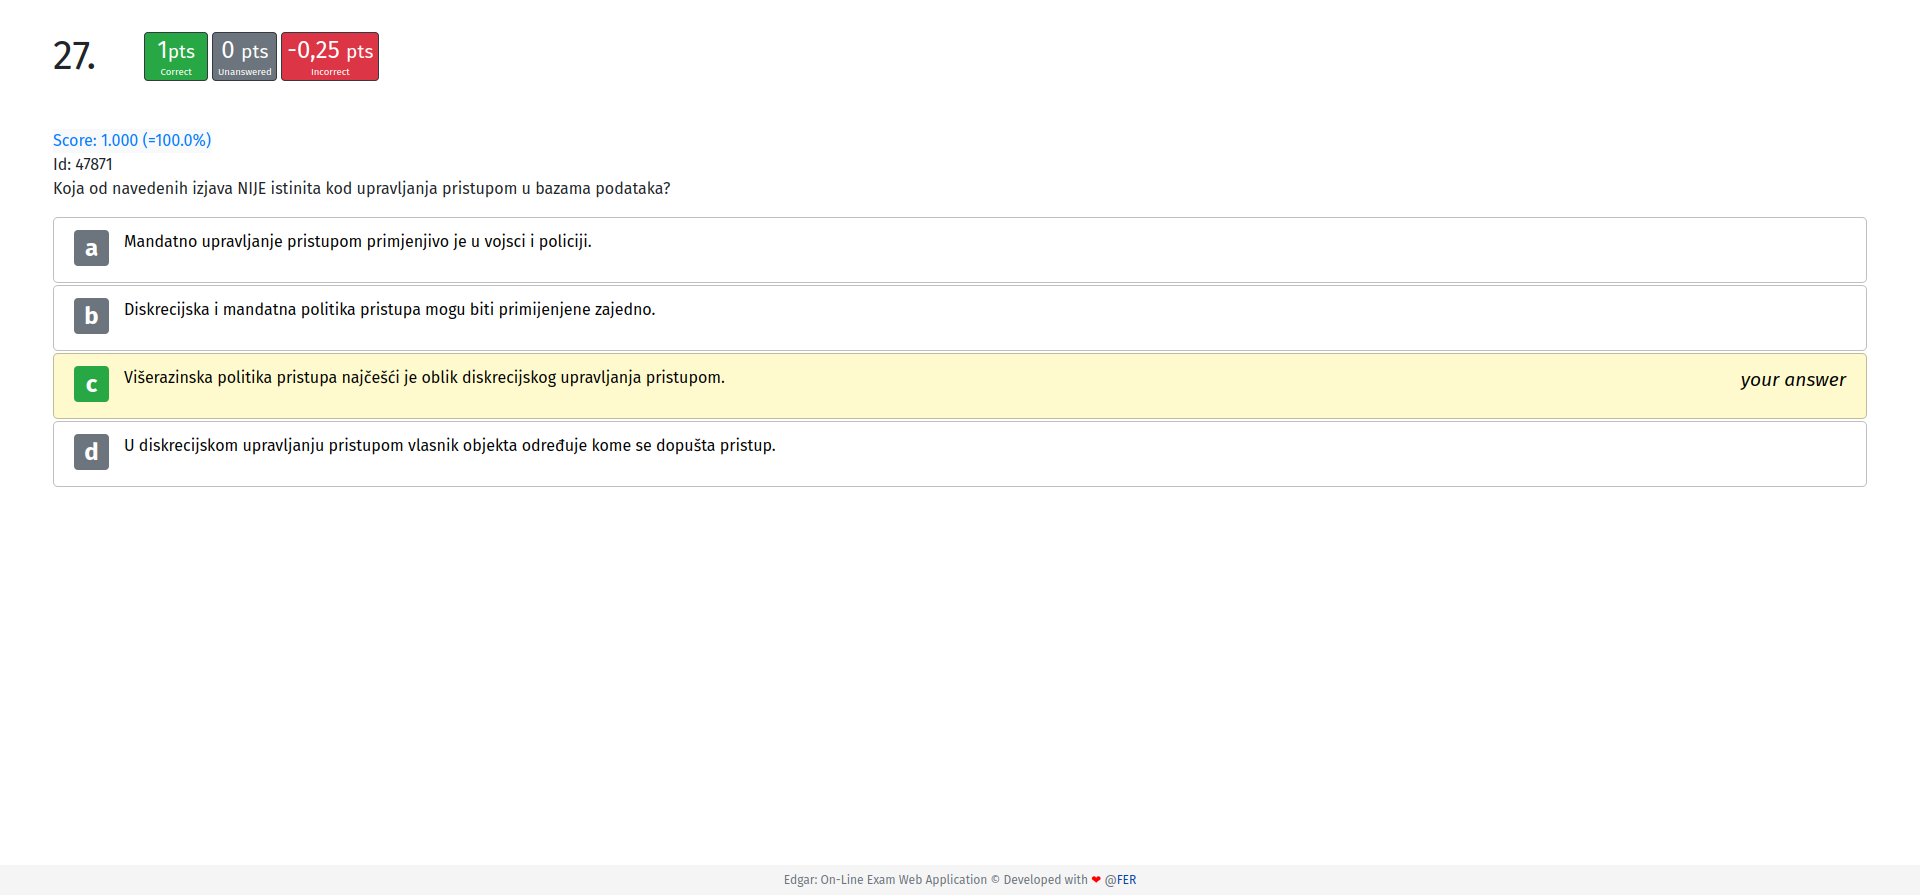 27.
1pts
Correct
0 pts
Unanswered
-0,25 pts
Incorrect
Score: 1.000 (=100.0%)
Id: 47871
Koja od navedenih izjava NIJE istinita kod upravljanja pristupom u bazama podataka?
a Mandatno upravljanje pristupom primjenjivo je u vojsci i policiji.
b Diskrecijska i mandatna politika pristupa mogu biti primijenjene zajedno.
c Višerazinska politika pristupa najčešći je oblik diskrecijskog upravljanja pristupom. your answer
d U diskrecijskom upravljanju pristupom vlasnik objekta određuje kome se dopušta pristup.
Edgar: On-Line Exam Web Application © Developed with ❤ @FER